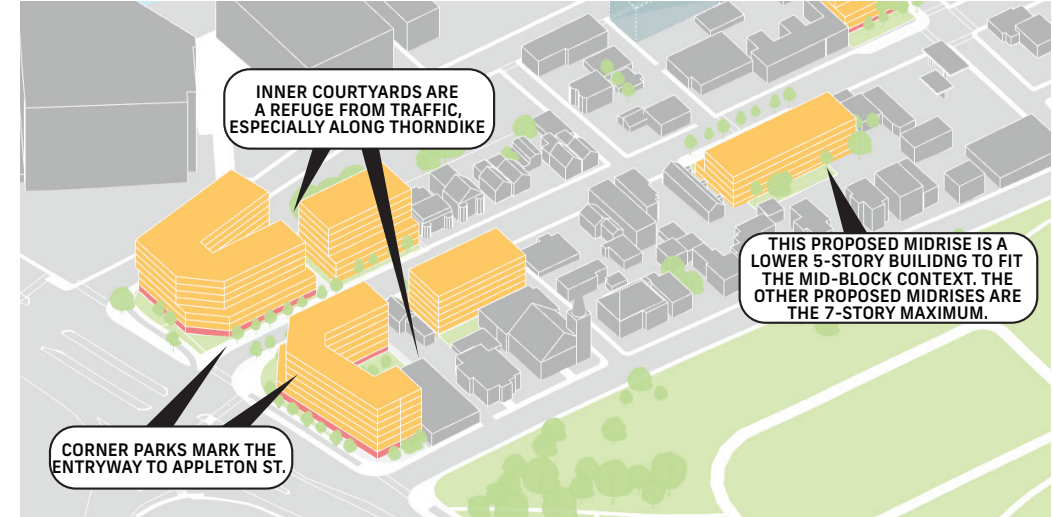 INNER COURTYARDS ARE
A REFUGE FROM TRAFFIC,
ESPECIALLY ALONG THORNDIKE
THIS PROPOSED MIDRISE IS A
LOWER 5-STORY BUILIDNG TO FIT
THE MID-BLOCK CONTEXT. THE
OTHER PROPOSED MIDRISES ARE
THE 7-STORY MAXIMUM.
CORNER PARKS MARK THE
ENTRYWAY TO APPLETON ST.